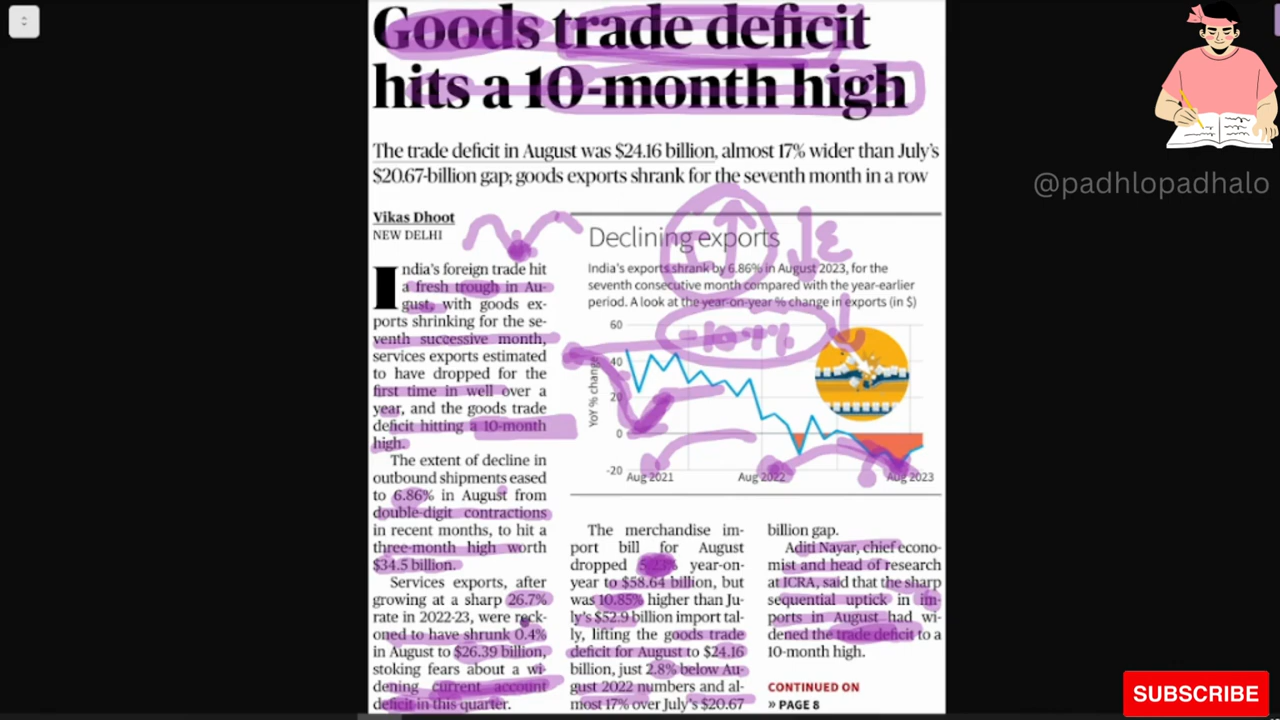 Goods trade deficit
hits a 10-month high
The trade deficit in August was $24.16 billion, almost 17% wider than July's
$20.67-billion gap; goods exports shrank for the seventh month in a row
Vikas Dhoot
NEW DELHI
India's foreign trade hit
a fresh trough in Au-
gust, with goods ex-
ports shrinking for the se-
venth successive month,
services exports estimated
to have dropped for the
first time in well over a
year, and the goods trade
deficit hitting a 10-month
high.
The extent of decline in
outbound shipments eased
to 6.86% in August from
double-digit contractions
in recent months, to hit a
three-month high worth
$34.5 billion.
Services exports, after
growing at a sharp 26.7%
rate in 2022-23, were reck-
oned to have shrunk 0.4%
in August to $26.39 billion,
stoking fears about a wi-
dening current account
deficit in this quarter.
Declining exports
India's exports shrank by 6.86% in August 2023, for the
seventh consecutive month compared with the year-earlier
period. A look at the year-on-year % change in exports (in $)
YoY % change
60
40
20
0
-20
Aug 2021
Aug 2022
Aug 2023
The merchandise im-
port bill for August
dropped 5.23% year-on-
year to $58.64 billion, but
was 10.85% higher than Ju-
ly's $52.9 billion import tal-
ly, lifting the goods trade
deficit for August to $24.16
billion, just 2.8% below Au-
gust 2022 numbers and al-
most 17% over July's $20.67
billion gap.
Aditi Nayar, chief econo-
mist and head of research
at ICRA, said that the sharp
sequential uptick in im-
ports in August had wi-
dened the trade deficit to a
10-month high.
CONTINUED ON
» PAGE 8
@padhlopadhalo
SUBSCRIBE